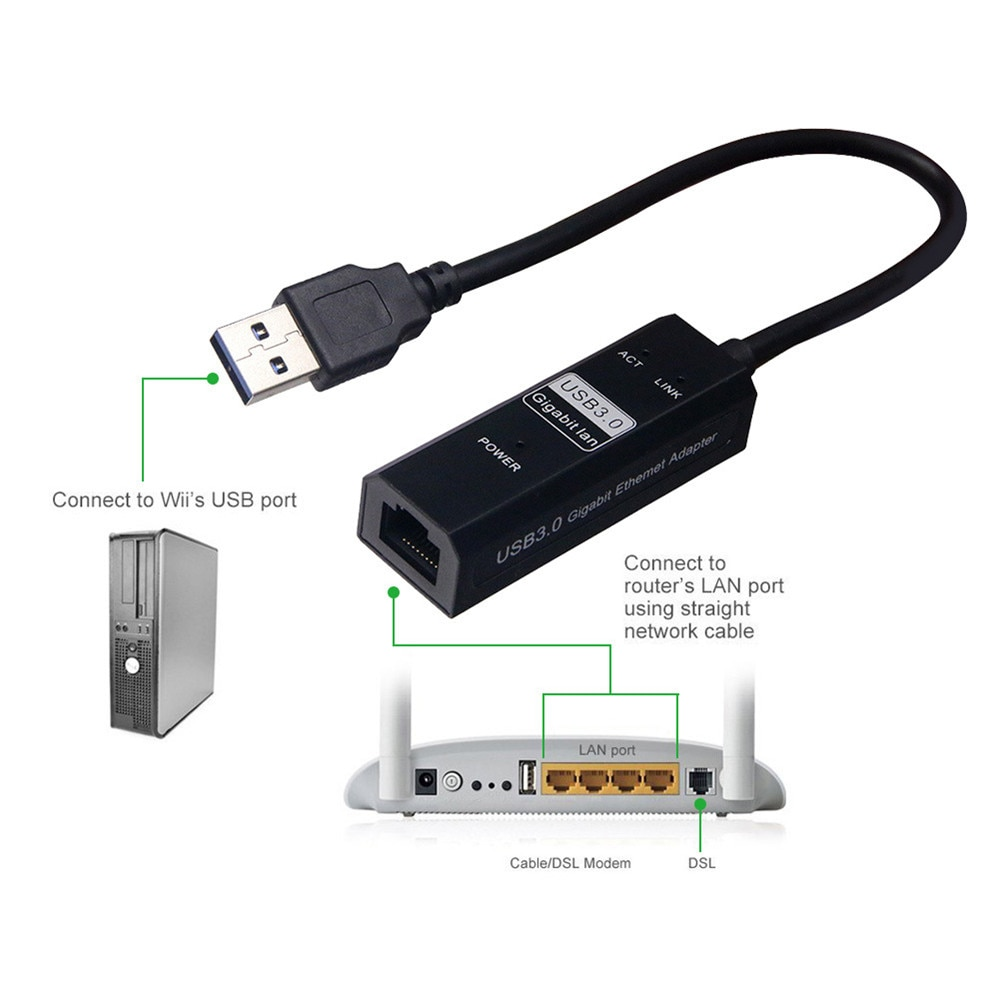 ACT
LINK
USB3.0
Gigabit lan
POWER
USB3.0 Gigabit Ethernet Adapter
Connect to Wii's USB port
Connect to
router's LAN port
using straight
network cable
LAN port
Cable/DSL Modem
DSL